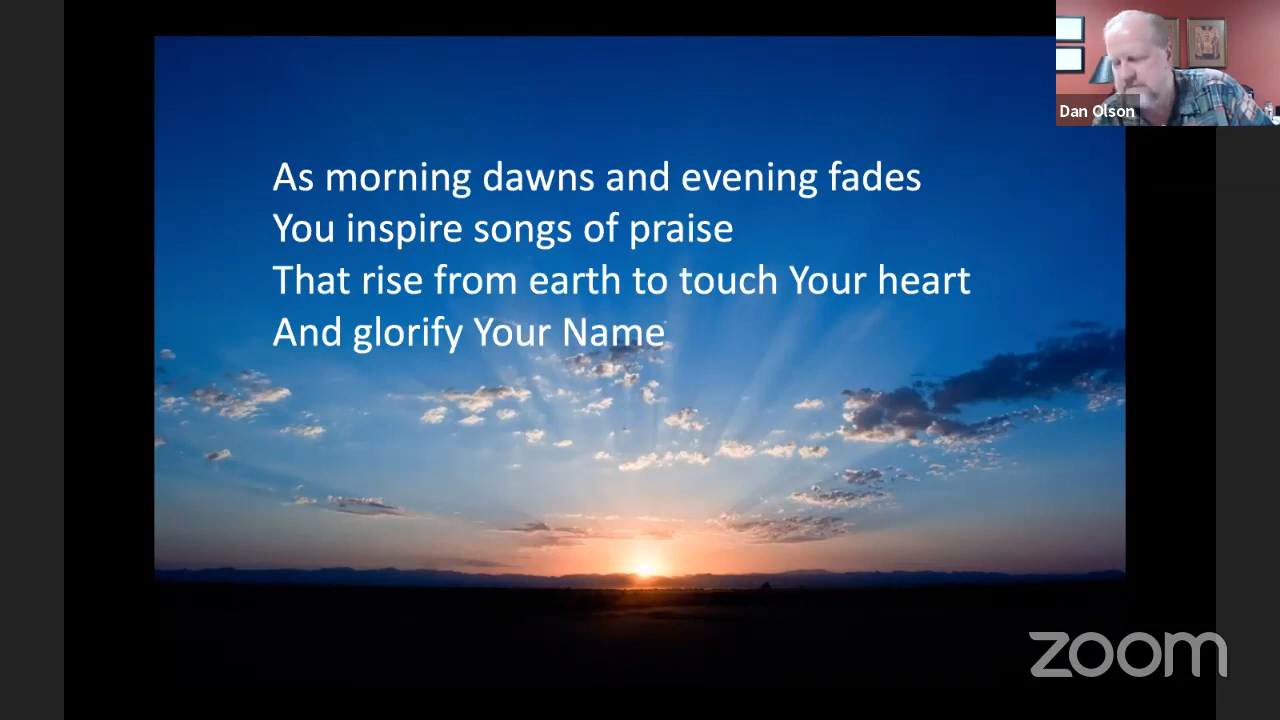 As morning dawns and evening fades
You inspire songs of praise
That rise from earth to touch Your heart
And glorify Your Name
Dan Olson
zoom